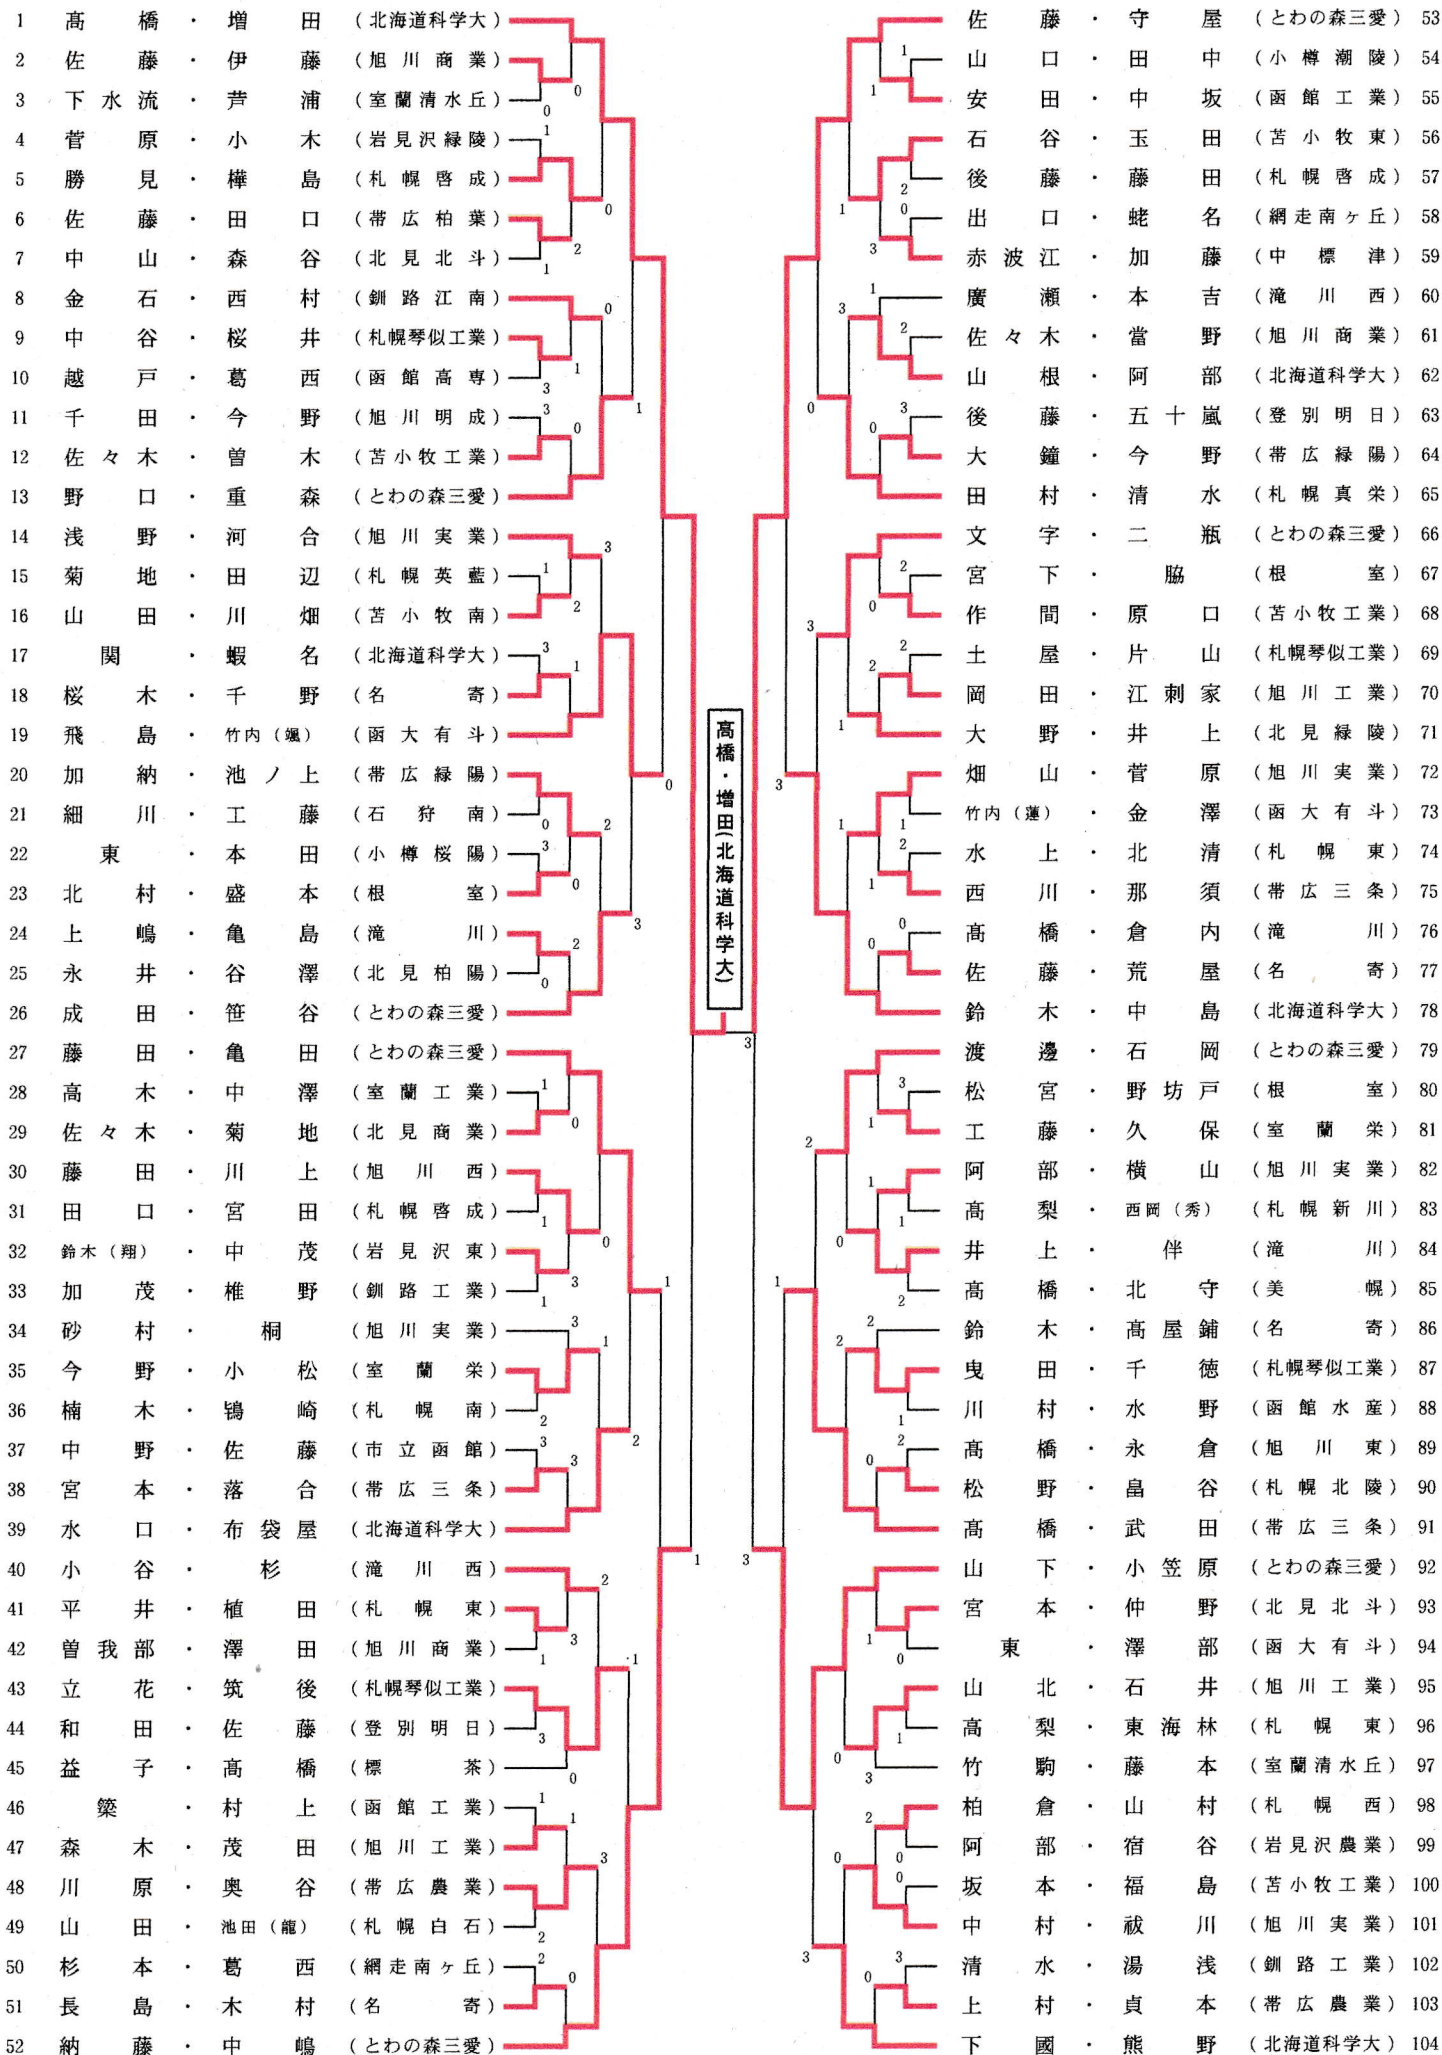 1 髙橋・増田 (北海道科学大)
2 佐藤・伊藤 (旭川商業)
3 下水流・芦浦 (室蘭清水丘)
4 菅原・小木 (岩見沢緑陵)
5 勝見・樺島 (札幌啓成)
6 佐藤・田口 (帯広柏葉)
7 中山・森谷 (北見北斗)
8 金石・西村 (釧路江南)
9 中谷・桜井 (札幌琴似工業)
10 越戸・葛西 (函館高専)
11 千田・今野 (旭川明成)
12 佐々木・曽木 (苫小牧工業)
13 野口・重森 (とわの森三愛)
14 浅野・河合 (旭川実業)
15 菊地・田辺 (札幌英藍)
16 山田・川畑 (苫小牧南)
17 関・蝦名 (北海道科学大)
18 桜木・千野 (名寄)
19 飛島・竹内(颯) (函大有斗)
20 加納・池ノ上 (帯広緑陽)
21 細川・工藤 (石狩南)
22 東・本田 (小樽桜陽)
23 北村・盛本 (根室)
24 上嶋・亀島 (滝川)
25 永井・谷澤 (北見柏陽)
26 成田・笹谷 (とわの森三愛)
27 藤田・亀田 (とわの森三愛)
28 高木・中澤 (室蘭工業)
29 佐々木・菊地 (北見商業)
30 藤田・川上 (旭川西)
31 田口・宮田 (札幌啓成)
32 鈴木(翔)・中茂 (岩見沢東)
33 加茂・椎野 (釧路工業)
34 砂村・桐 (旭川実業)
35 今野・小松 (室蘭栄)
36 楠木・鴇崎 (札幌南)
37 中野・佐藤 (市立函館)
38 宮本・落合 (帯広三条)
39 水口・布袋屋 (北海道科学大)
40 小谷・杉 (滝川西)
41 平井・植田 (札幌東)
42 曽我部・澤田 (旭川商業)
43 立花・筑後 (札幌琴似工業)
44 和田・佐藤 (登別明日)
45 益子・髙橋 (標茶)
46 簗・村上 (函館工業)
47 森木・茂田 (旭川工業)
48 川原・奥谷 (帯広農業)
49 山田・池田(龍) (札幌白石)
50 杉本・葛西 (網走南ヶ丘)
51 長島・木村 (名寄)
52 納藤・中嶋 (とわの森三愛)
髙橋・増田(北海道科学大)
佐藤・守屋 (とわの森三愛) 53
山口・田中 (小樽潮陵) 54
安田・中坂 (函館工業) 55
石谷・玉田 (苫小牧東) 56
後藤・藤田 (札幌啓成) 57
出口・蛯名 (網走南ヶ丘) 58
赤波江・加藤 (中標津) 59
廣瀬・本吉 (滝川西) 60
佐々木・當野 (旭川商業) 61
山根・阿部 (北海道科学大) 62
後藤・五十嵐 (登別明日) 63
大鐘・今野 (帯広緑陽) 64
田村・清水 (札幌真栄) 65
文字・二瓶 (とわの森三愛) 66
宮下・脇 (根室) 67
作間・原口 (苫小牧工業) 68
土屋・片山 (札幌琴似工業) 69
岡田・江刺家 (旭川工業) 70
大野・井上 (北見緑陵) 71
畑山・菅原 (旭川実業) 72
竹内(蓮)・金澤 (函大有斗) 73
水上・北清 (札幌東) 74
西川・那須 (帯広三条) 75
髙橋・倉内 (滝川) 76
佐藤・荒屋 (名寄) 77
鈴木・中島 (北海道科学大) 78
渡邊・石岡 (とわの森三愛) 79
松宮・野坊戸 (根室) 80
工藤・久保 (室蘭栄) 81
阿部・横山 (旭川実業) 82
髙梨・西岡(秀) (札幌新川) 83
井上・伴 (滝川) 84
髙橋・北守 (美幌) 85
鈴木・髙屋鋪 (名寄) 86
曳田・千徳 (札幌琴似工業) 87
川村・水野 (函館水産) 88
髙橋・永倉 (旭川東) 89
松野・畠谷 (札幌北陵) 90
髙橋・武田 (帯広三条) 91
山下・小笠原 (とわの森三愛) 92
宮本・仲野 (北見北斗) 93
東・澤部 (函大有斗) 94
山北・石井 (旭川工業) 95
高梨・東海林 (札幌東) 96
竹駒・藤本 (室蘭清水丘) 97
柏倉・山村 (札幌西) 98
阿部・宿谷 (岩見沢農業) 99
坂本・福島 (苫小牧工業) 100
中村・祓川 (旭川実業) 101
清水・湯浅 (釧路工業) 102
上村・貞本 (帯広農業) 103
下國・熊野 (北海道科学大) 104